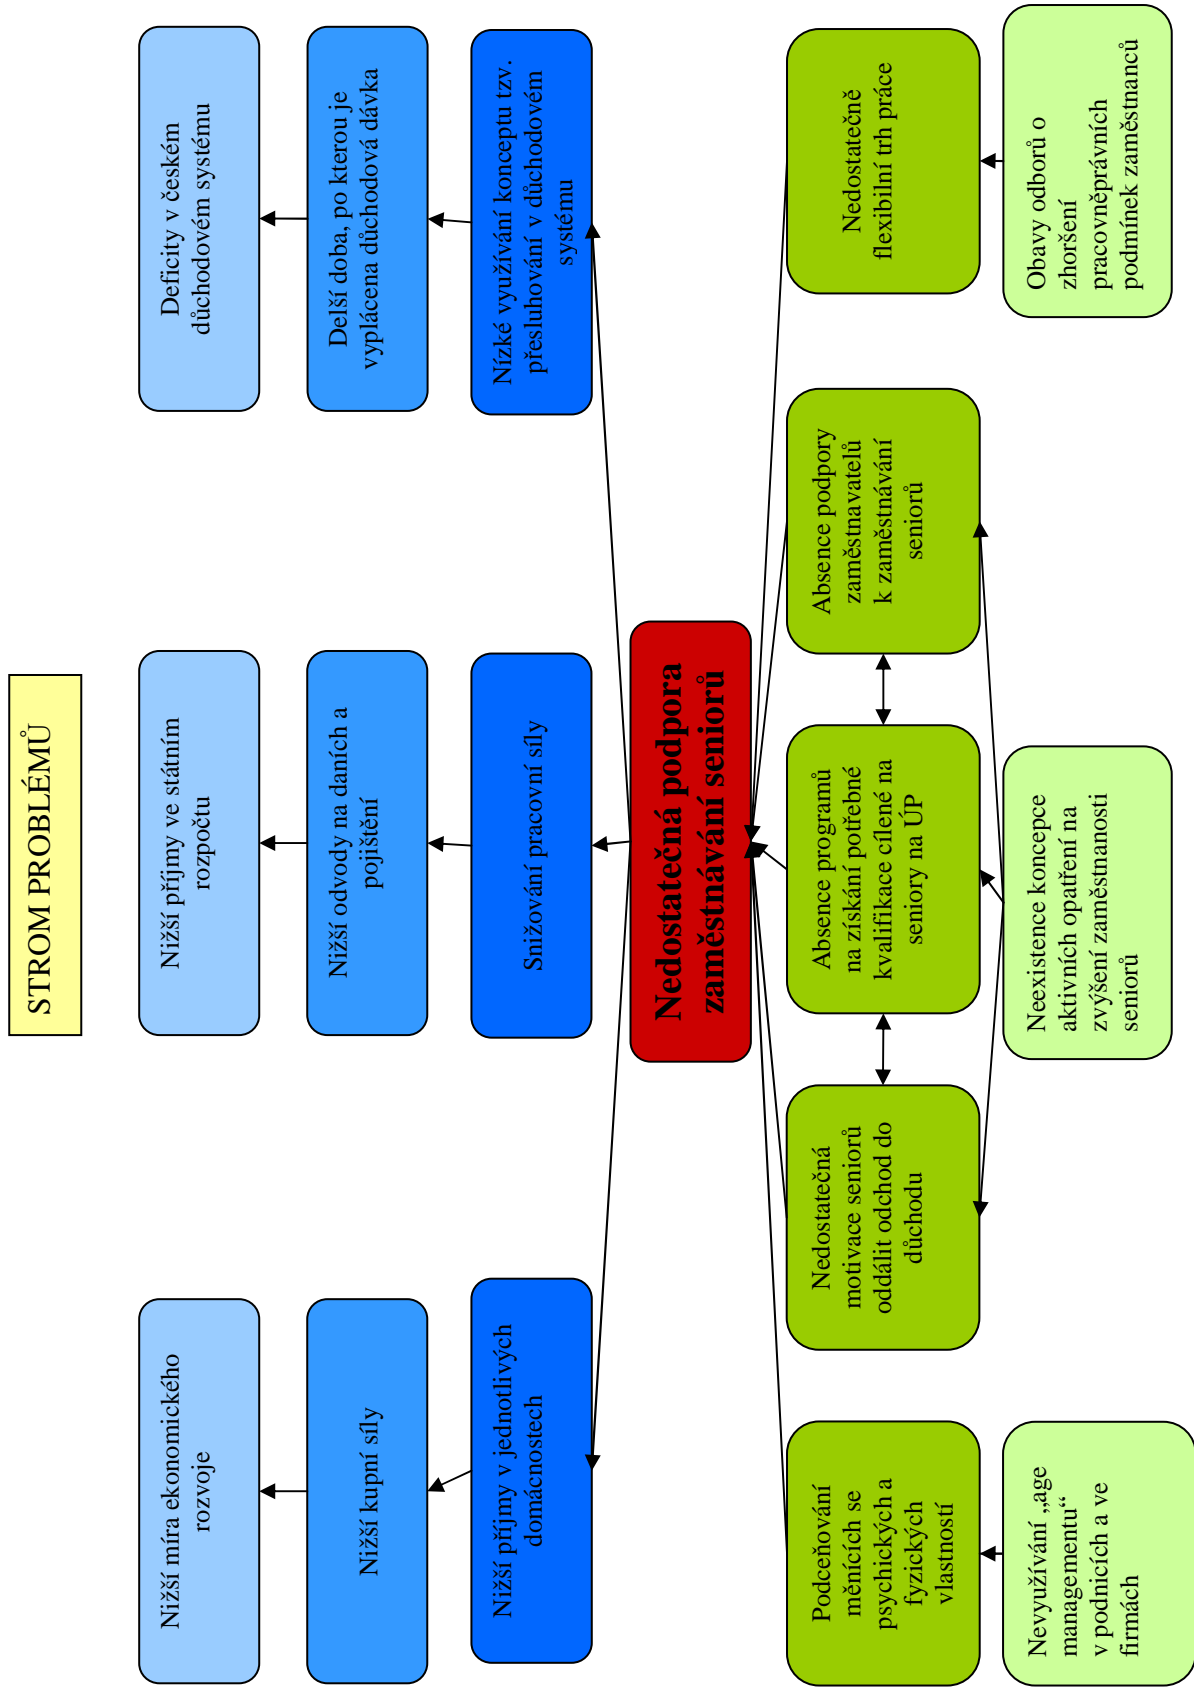 STROM PROBLÉMŮ
Nižší míra ekonomického
rozvoje
Nižší příjmy ve státním
rozpočtu
Deficity v českém
důchodovém systému
Nižší kupní síly
Nižší odvody na daních a
pojištění
Delší doba, po kterou je
vyplácena důchodová dávka
Nižší příjmy v jednotlivých
domácnostech
Snižování pracovní síly
Nízké využívání konceptu tzv.
přesluhování v důchodovém
systému
Nedostatečná podpora
zaměstnávání seniorů
Podceňování
měnících se
psychických a
fyzických
vlastností
Nedostatečná
motivace seniorů
oddálit odchod do
důchodu
Absence programů
na získání potřebné
kvalifikace cílené na
seniory na ÚP
Absence podpory
zaměstnavatelů
k zaměstnávání
seniorů
Nedostatečně
flexibilní trh práce
Nevyužívání „age
managementu“
v podnicích a ve
firmách
Neexistence koncepce
aktivních opatření na
zvýšení zaměstnanosti
seniorů
Obavy odborů o
zhoršení
pracovněprávních
podmínek zaměstnanců